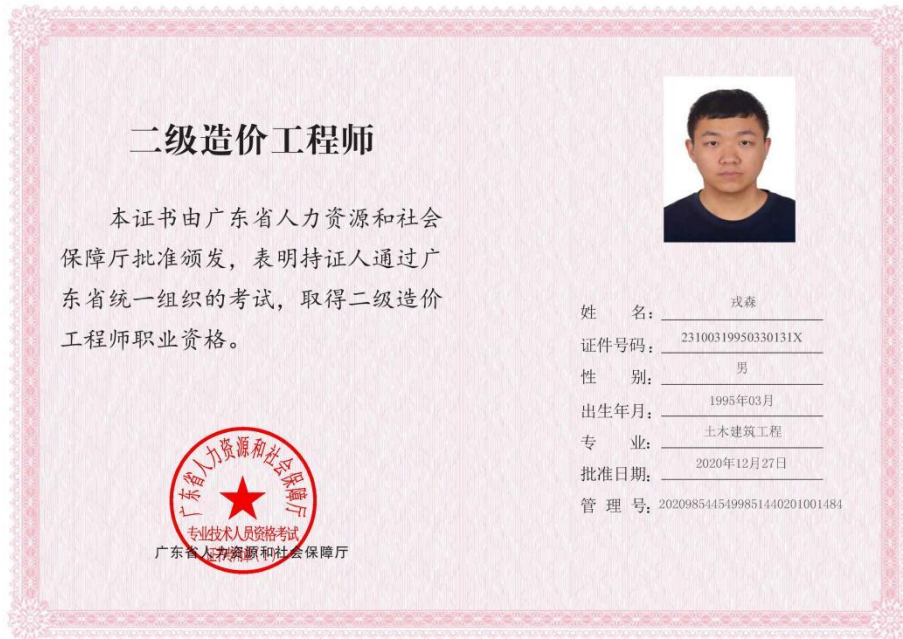 二级造价工程师
本证书由广东省人力资源和社会
保障厅批准颁发，表明持证人通过广
东省统一组织的考试，取得二级造价
工程师职业资格。
广东省人力资源和社会保障厅
专业技术人员资格考试
广东省人力资源和社会保障厅
姓 名：戎森
证件号码：23100319950330131X
性 别：男
出生年月：1995年03月
专 业：土木建筑工程
批准日期：2020年12月27日
管 理 号：20209854454998514402010014​84